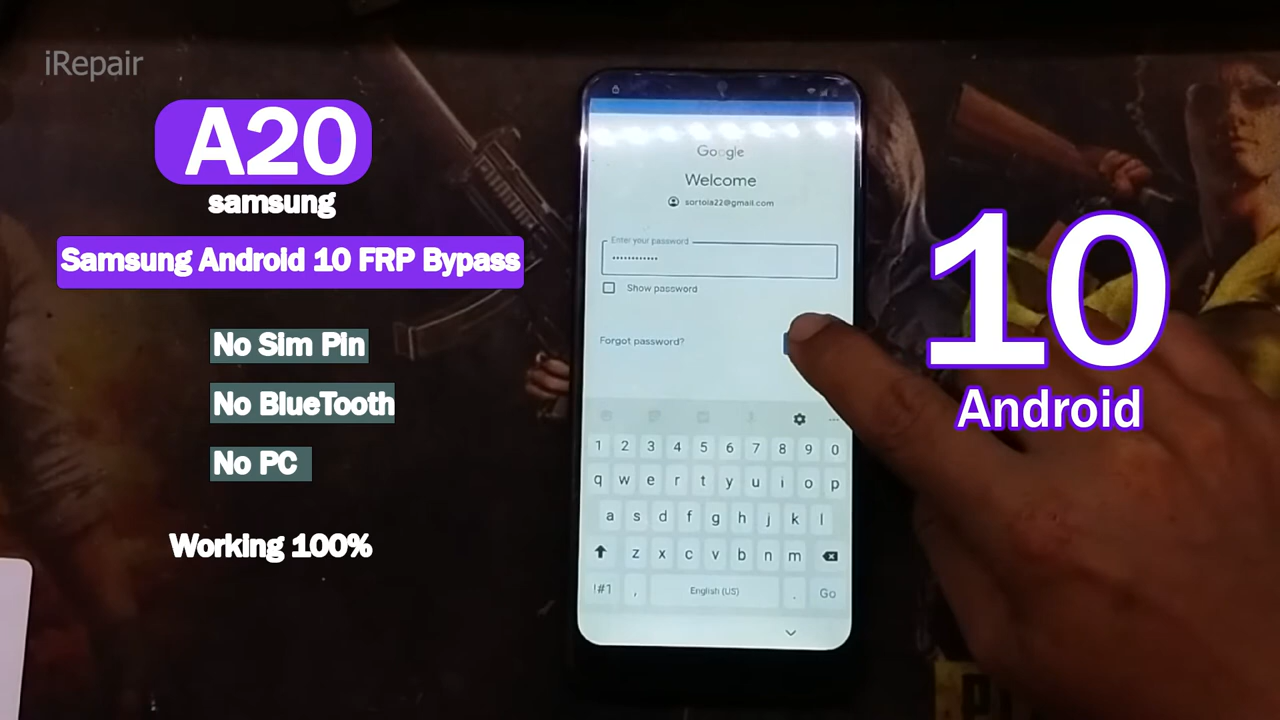 iRepair
A20
samsung
Samsung Android 10 FRP Bypass
No Sim Pin
No BlueTooth
No PC
Working 100%
Google
Welcome
sortola22@gmail.com
Enter your password
••••••••••••
Show password
Forgot password?
1 2 3 4 5 6 7 8 9 0
q w e r t y u i o p
a s d f g h j k l
z x c v b n m
!#1 , English (US) . Go
10
Android